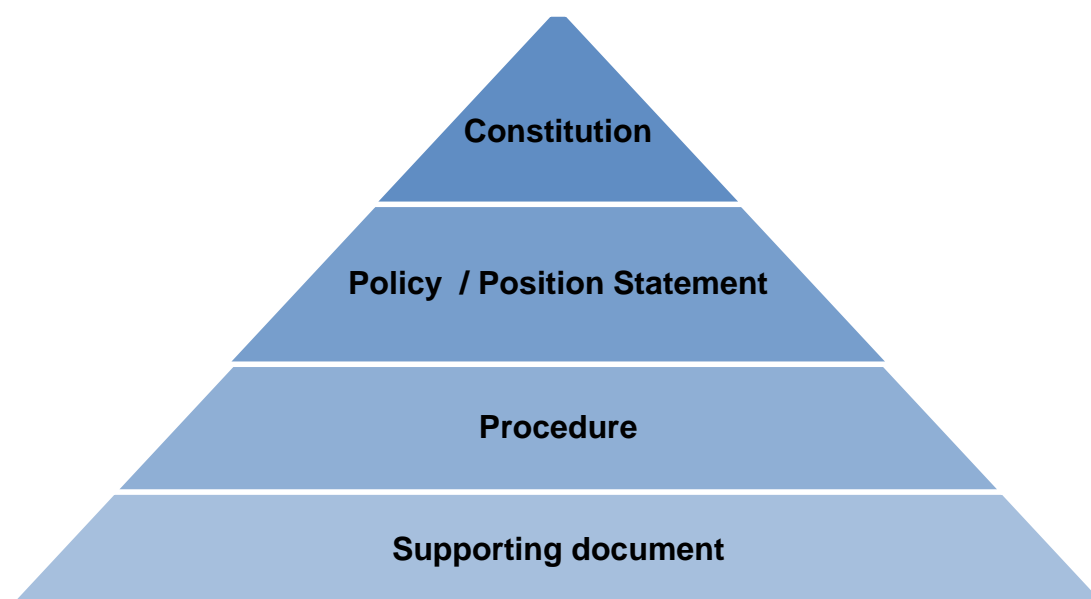 Constitution
Policy  / Position Statement
Procedure
Supporting document